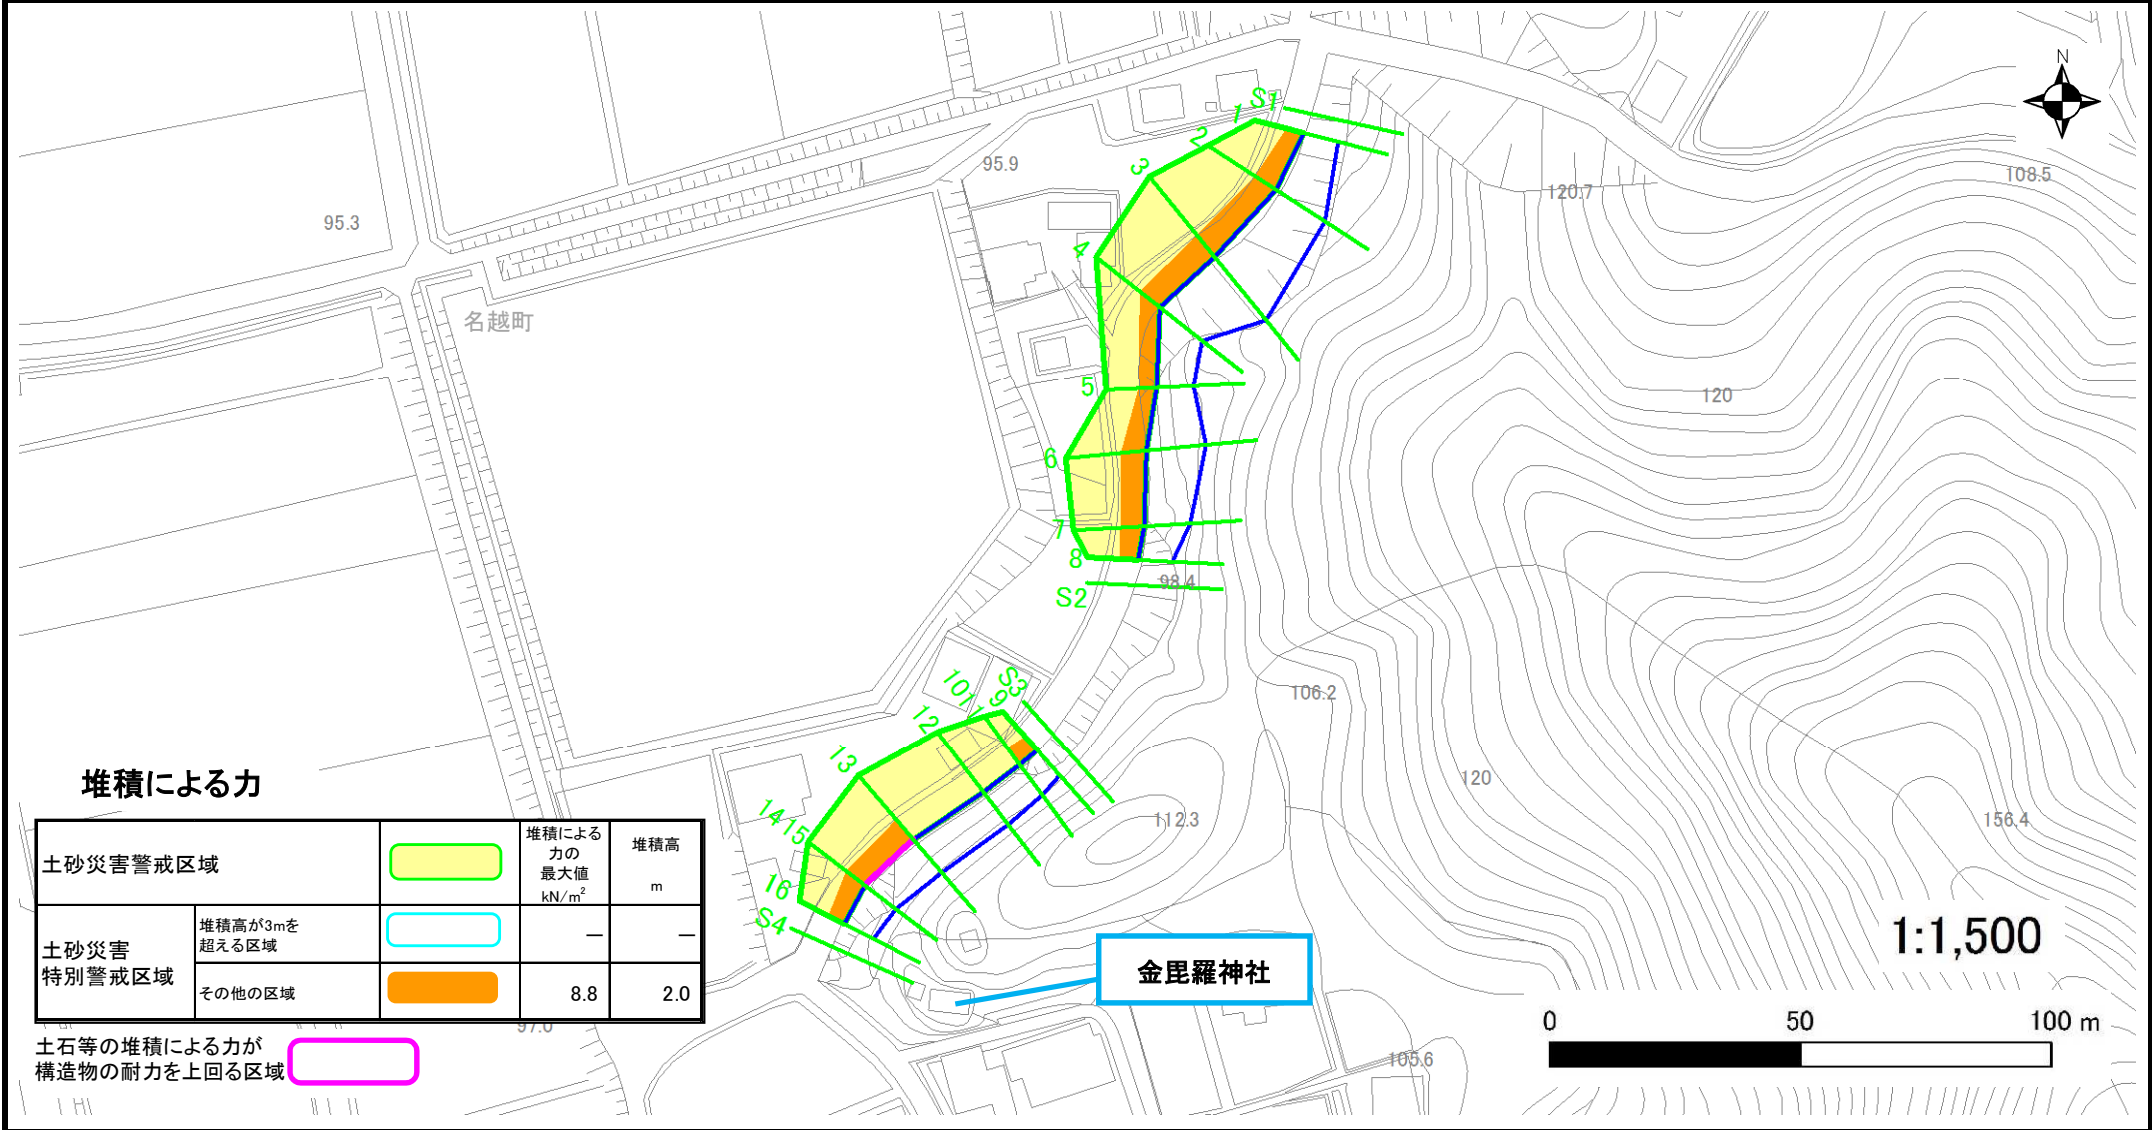 N
S1
1
2
3
4
5
6
7
8
S2
95.9
95.3
名越町
120.7
108.5
120
98.4
106.2
120
112.3
156.4
105.6
97.0
S3
9
10
11
12
13
14
15
16
S4
金毘羅神社
堆積による力
土砂災害警戒区域
堆積による
力の
最大値
kN/m²
堆積高
m
土砂災害
特別警戒区域
堆積高が3mを
超える区域
—
—
その他の区域
8.8
2.0
土石等の堆積による力が
構造物の耐力を上回る区域
1:1,500
0
50
100 m